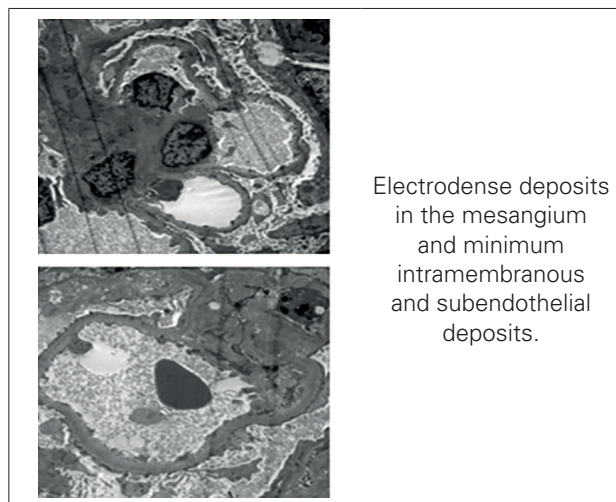 Electrodense deposits
in the mesangium
and minimum
intramembranous
and subendothelial
deposits.